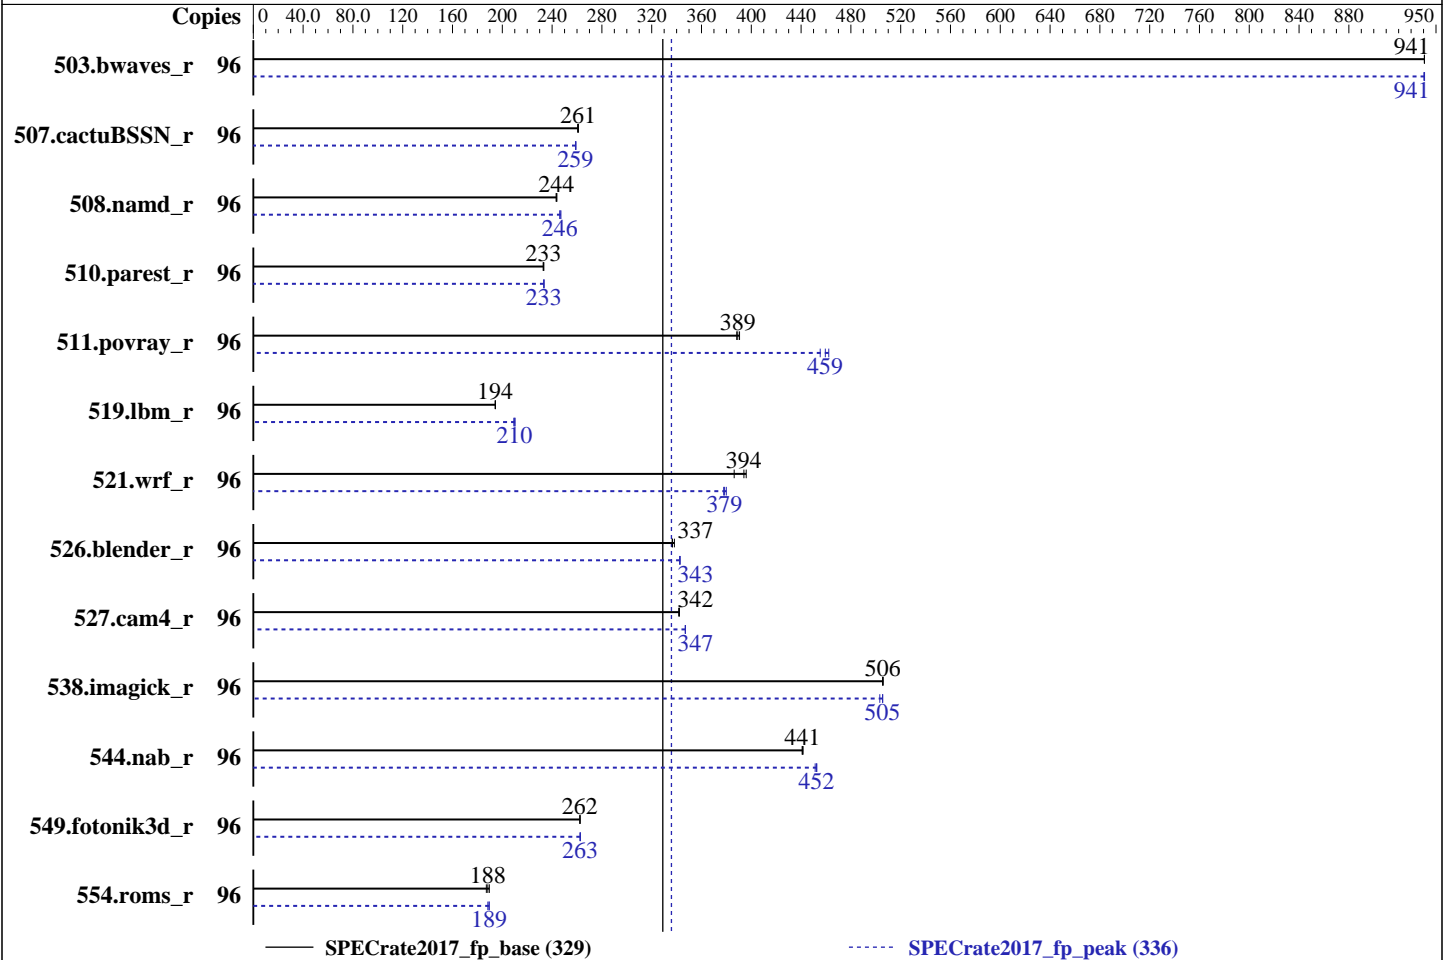 Copies 0 40.0 80.0 120 160 200 240 280 320 360 400 440 480 520 560 600 640 680 720 760 800 840 880 950
941
503.bwaves_r 96
941
261
507.cactuBSSN_r 96
259
244
508.namd_r 96
246
233
510.parest_r 96
233
389
511.povray_r 96
459
194
519.lbm_r 96
210
394
521.wrf_r 96
379
337
526.blender_r 96
343
342
527.cam4_r 96
347
506
538.imagick_r 96
505
441
544.nab_r 96
452
262
549.fotonik3d_r 96
263
188
554.roms_r 96
189
SPECrate2017_fp_base (329) SPECrate2017_fp_peak (336)